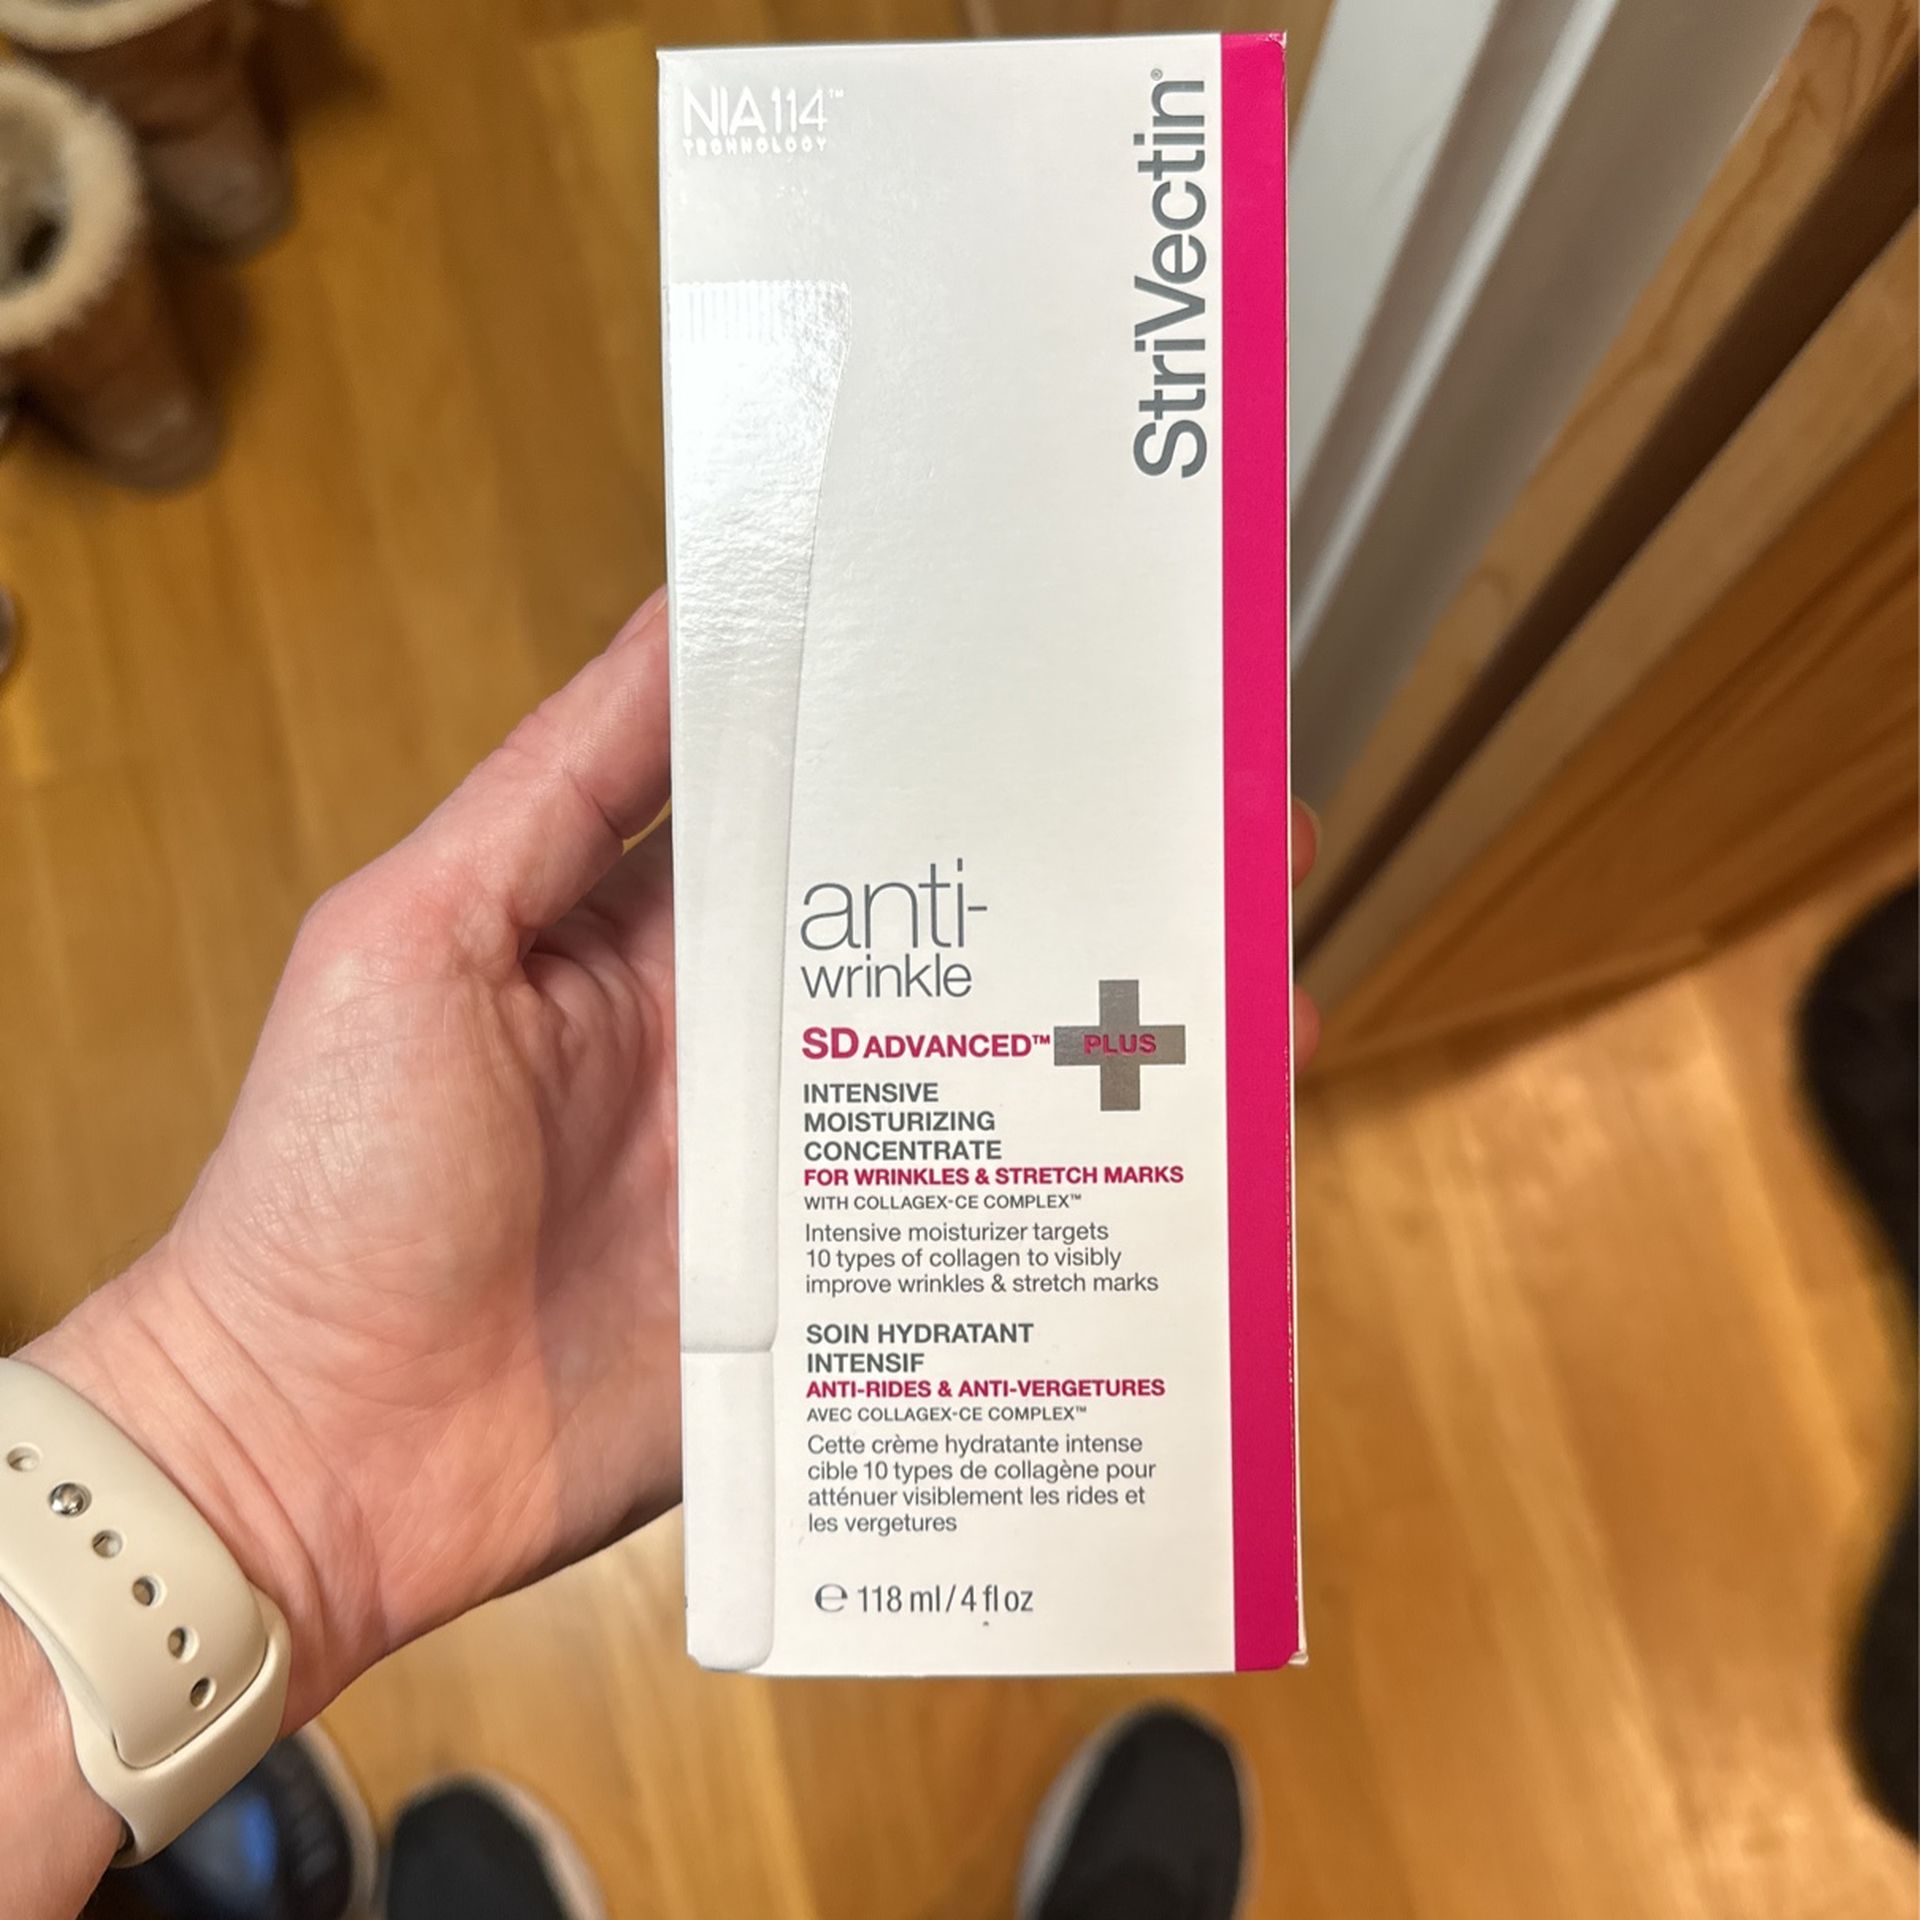 NIA114™
TECHNOLOGY
StriVectin®
anti-
wrinkle
SD ADVANCED™ PLUS
INTENSIVE
MOISTURIZING
CONCENTRATE
FOR WRINKLES & STRETCH MARKS
WITH COLLAGEX-CE COMPLEX™
Intensive moisturizer targets
10 types of collagen to visibly
improve wrinkles & stretch marks
SOIN HYDRATANT
INTENSIF
ANTI-RIDES & ANTI-VERGETURES
AVEC COLLAGEX-CE COMPLEX™
Cette crème hydratante intense
cible 10 types de collagène pour
atténuer visiblement les rides et
les vergetures
℮ 118 ml / 4 fl oz